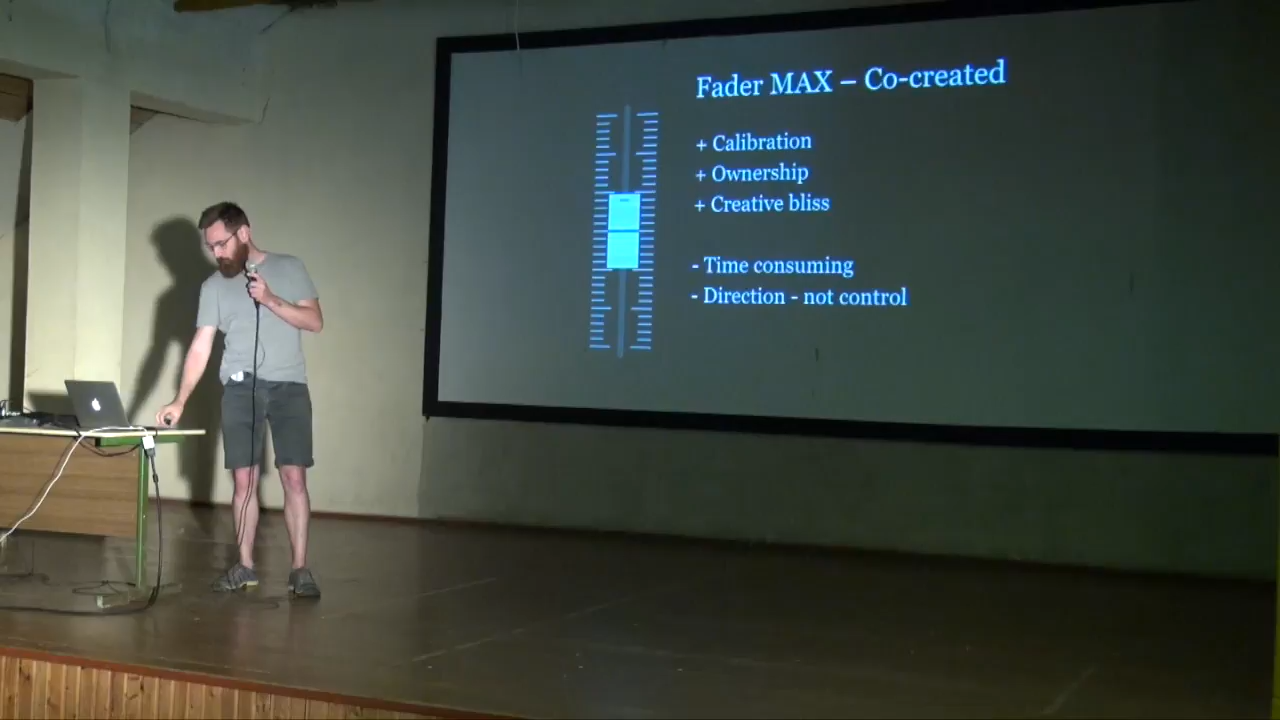 Fader MAX – Co-created
+ Calibration
+ Ownership
+ Creative bliss
- Time consuming
- Direction - not control